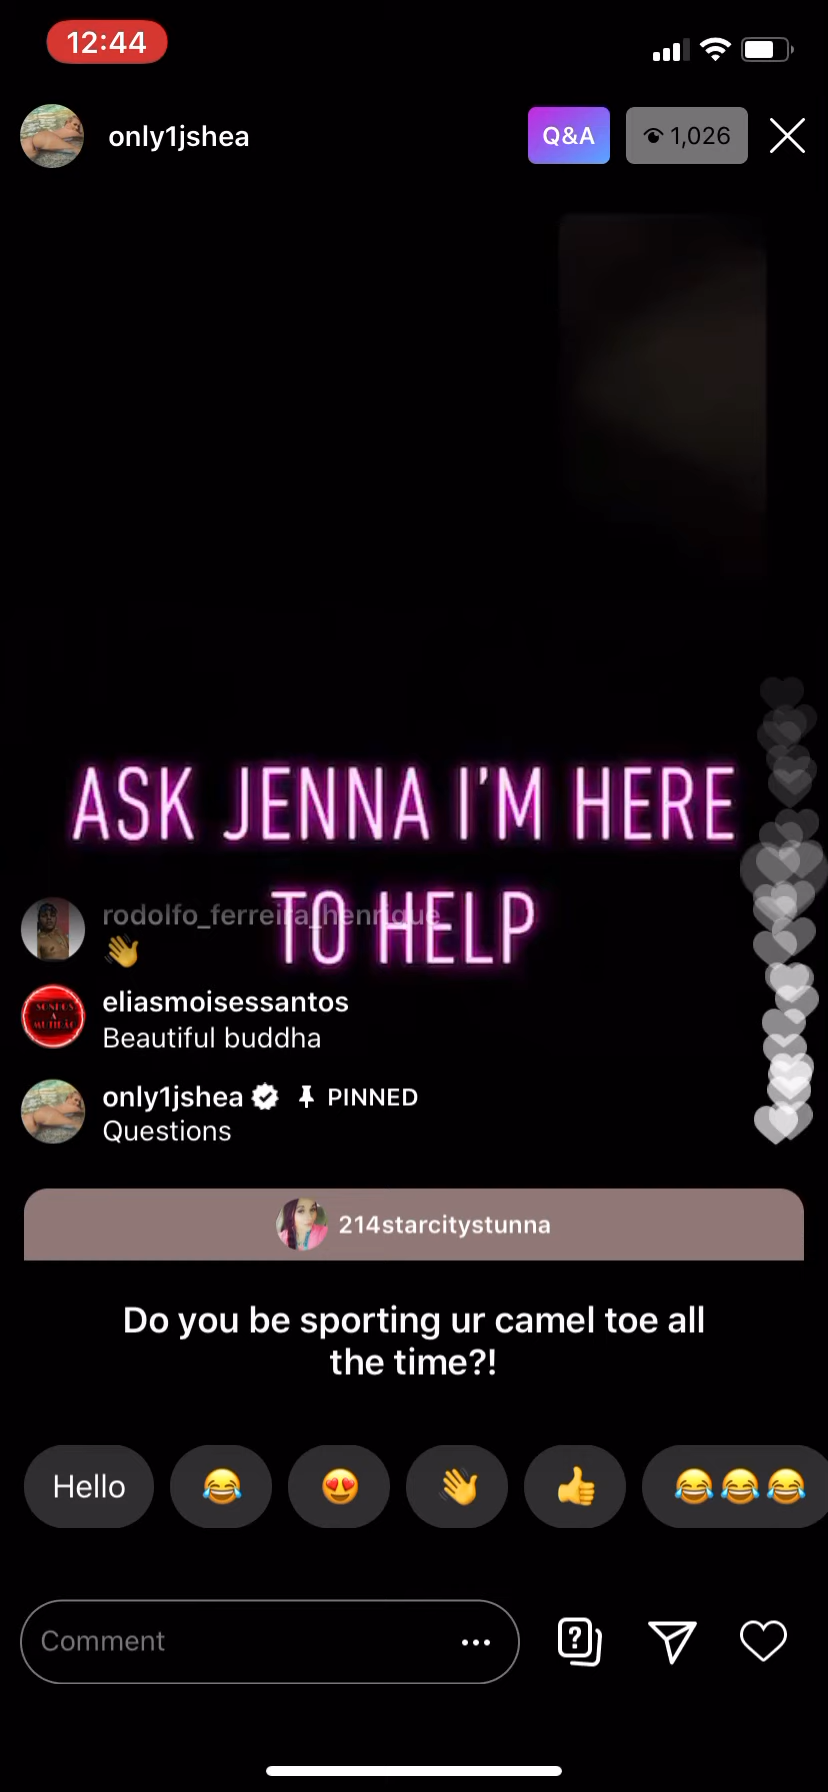 12:44
only1jshea
Q&A
1,026
ASK JENNA I'M HERE
TO HELP
rodolfo_ferreira_henrique
eliasmoisessantos
Beautiful buddha
only1jshea PINNED
Questions
214starcitystunna
Do you be sporting ur camel toe all
the time?!
Hello
Comment